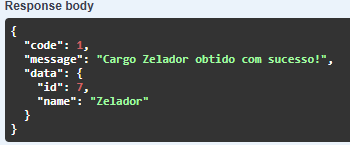 Response body
{
"code": 1,
"message": "Cargo Zelador obtido com sucesso!",
"data": {
"id": 7,
"name": "Zelador"
}
}